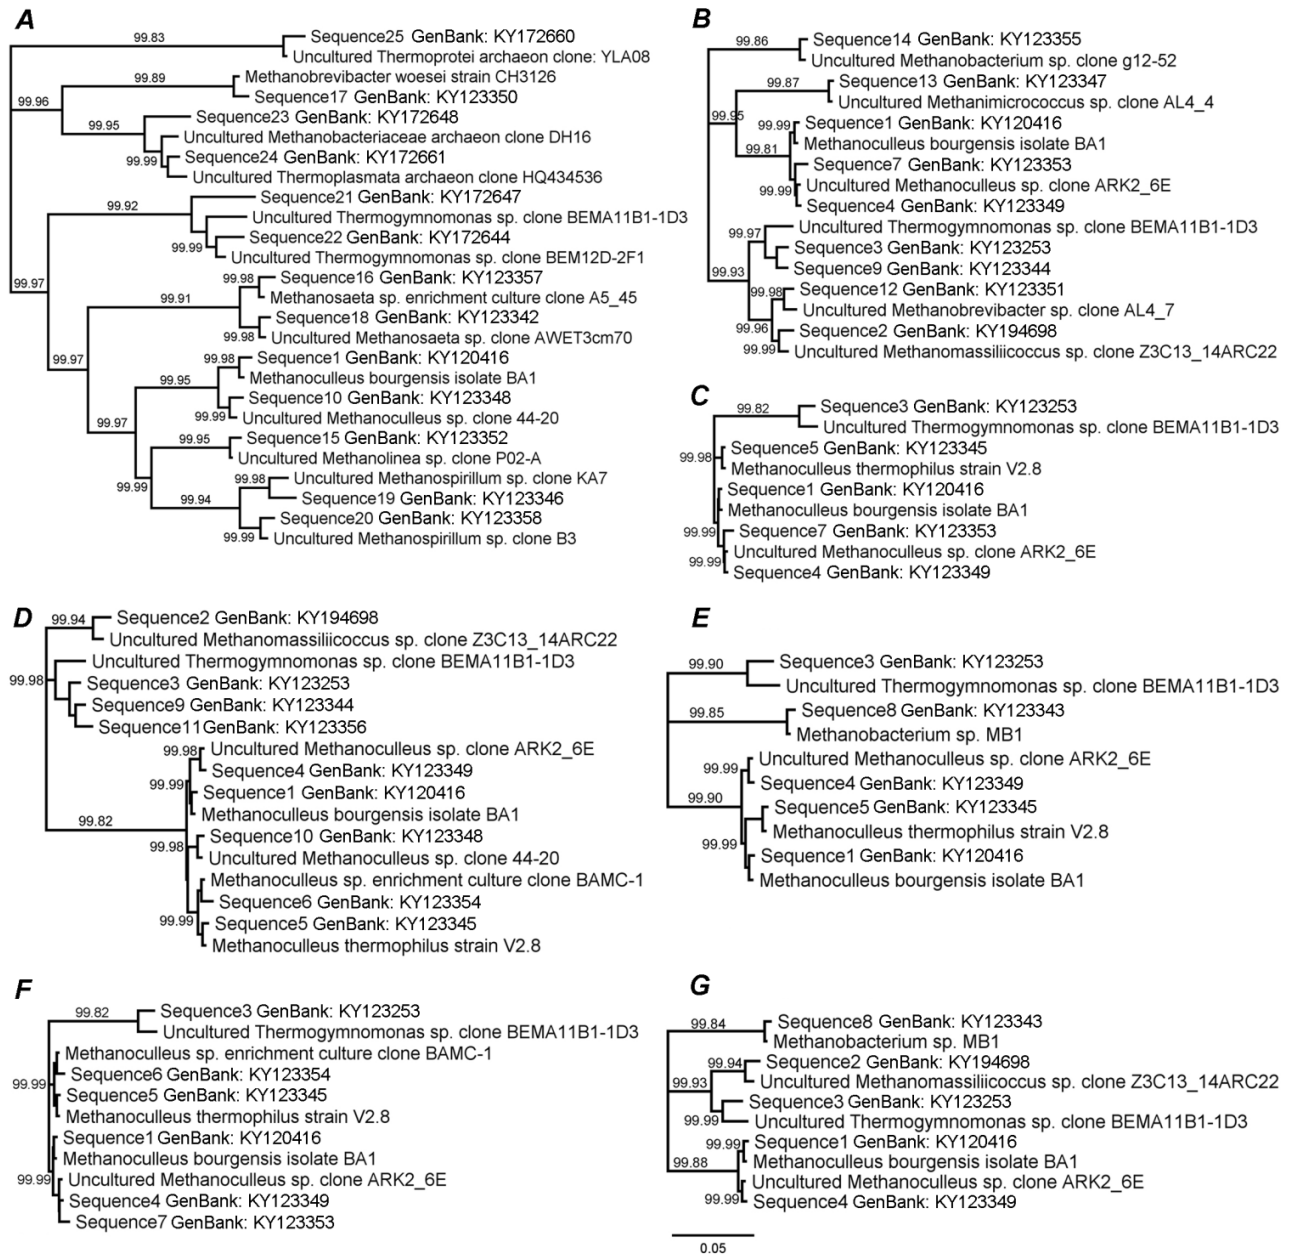 A
99.83
Sequence25 GenBank: KY172660
Uncultured Thermoprotei archaeon clone: YLA08
99.89
Methanobrevibacter woesei strain CH3126
Sequence17 GenBank: KY123350
99.96
Sequence23 GenBank: KY172648
99.95
Uncultured Methanobacteriaceae archaeon clone DH16
Sequence24 GenBank: KY172661
99.99
Uncultured Thermoplasmata archaeon clone HQ434536
Sequence21 GenBank: KY172647
99.92
Uncultured Thermogymnomonas sp. clone BEMA11B1-1D3
Sequence22 GenBank: KY172644
99.99
Uncultured Thermogymnomonas sp. clone BEM12D-2F1
99.97
99.98
Sequence16 GenBank: KY123357
99.91
Methanosaeta sp. enrichment culture clone A5_45
Sequence18 GenBank: KY123342
99.98
Uncultured Methanosaeta sp. clone AWET3cm70
99.97
99.98
Sequence1 GenBank: KY120416
99.95
Methanoculleus bourgensis isolate BA1
Sequence10 GenBank: KY123348
99.99
Uncultured Methanoculleus sp. clone 44-20
99.97
99.95
Sequence15 GenBank: KY123352
Uncultured Methanolinea sp. clone P02-A
99.99
99.98
Uncultured Methanospirillum sp. clone KA7
99.94
Sequence19 GenBank: KY123346
Sequence20 GenBank: KY123358
99.99
Uncultured Methanospirillum sp. clone B3
B
99.86
Sequence14 GenBank: KY123355
Uncultured Methanobacterium sp. clone g12-52
99.87
Sequence13 GenBank: KY123347
Uncultured Methanimicrococcus sp. clone AL4_4
99.95
99.99
Sequence1 GenBank: KY120416
99.81
Methanoculleus bourgensis isolate BA1
Sequence7 GenBank: KY123353
99.99
Uncultured Methanoculleus sp. clone ARK2_6E
Sequence4 GenBank: KY123349
99.97
Uncultured Thermogymnomonas sp. clone BEMA11B1-1D3
Sequence3 GenBank: KY123253
99.93
Sequence9 GenBank: KY123344
99.98
Sequence12 GenBank: KY123351
Uncultured Methanobrevibacter sp. clone AL4_7
99.96
Sequence2 GenBank: KY194698
99.99
Uncultured Methanomassiliicoccus sp. clone Z3C13_14ARC22
C
99.82
Sequence3 GenBank: KY123253
Uncultured Thermogymnomonas sp. clone BEMA11B1-1D3
99.98
Sequence5 GenBank: KY123345
Methanoculleus thermophilus strain V2.8
Sequence1 GenBank: KY120416
Methanoculleus bourgensis isolate BA1
99.99
Sequence7 GenBank: KY123353
99.99
Uncultured Methanoculleus sp. clone ARK2_6E
Sequence4 GenBank: KY123349
D
99.94
Sequence2 GenBank: KY194698
Uncultured Methanomassiliicoccus sp. clone Z3C13_14ARC22
99.98
Uncultured Thermogymnomonas sp. clone BEMA11B1-1D3
Sequence3 GenBank: KY123253
Sequence9 GenBank: KY123344
Sequence11 GenBank: KY123356
99.98
Uncultured Methanoculleus sp. clone ARK2_6E
Sequence4 GenBank: KY123349
99.99
Sequence1 GenBank: KY120416
Methanoculleus bourgensis isolate BA1
99.82
Sequence10 GenBank: KY123348
99.98
Uncultured Methanoculleus sp. clone 44-20
Methanoculleus sp. enrichment culture clone BAMC-1
Sequence6 GenBank: KY123354
99.99
Sequence5 GenBank: KY123345
Methanoculleus thermophilus strain V2.8
E
99.90
Sequence3 GenBank: KY123253
Uncultured Thermogymnomonas sp. clone BEMA11B1-1D3
99.85
Sequence8 GenBank: KY123343
Methanobacterium sp. MB1
99.99
Uncultured Methanoculleus sp. clone ARK2_6E
Sequence4 GenBank: KY123349
99.90
Sequence5 GenBank: KY123345
Methanoculleus thermophilus strain V2.8
99.99
Sequence1 GenBank: KY120416
Methanoculleus bourgensis isolate BA1
F
99.82
Sequence3 GenBank: KY123253
Uncultured Thermogymnomonas sp. clone BEMA11B1-1D3
Methanoculleus sp. enrichment culture clone BAMC-1
99.99
Sequence6 GenBank: KY123354
Sequence5 GenBank: KY123345
Methanoculleus thermophilus strain V2.8
Sequence1 GenBank: KY120416
Methanoculleus bourgensis isolate BA1
99.99
Uncultured Methanoculleus sp. clone ARK2_6E
Sequence4 GenBank: KY123349
Sequence7 GenBank: KY123353
G
99.84
Sequence8 GenBank: KY123343
Methanobacterium sp. MB1
99.94
Sequence2 GenBank: KY194698
99.93
Uncultured Methanomassiliicoccus sp. clone Z3C13_14ARC22
Sequence3 GenBank: KY123253
99.99
Uncultured Thermogymnomonas sp. clone BEMA11B1-1D3
99.99
Sequence1 GenBank: KY120416
99.88
Methanoculleus bourgensis isolate BA1
Uncultured Methanoculleus sp. clone ARK2_6E
99.99
Sequence4 GenBank: KY123349
0.05